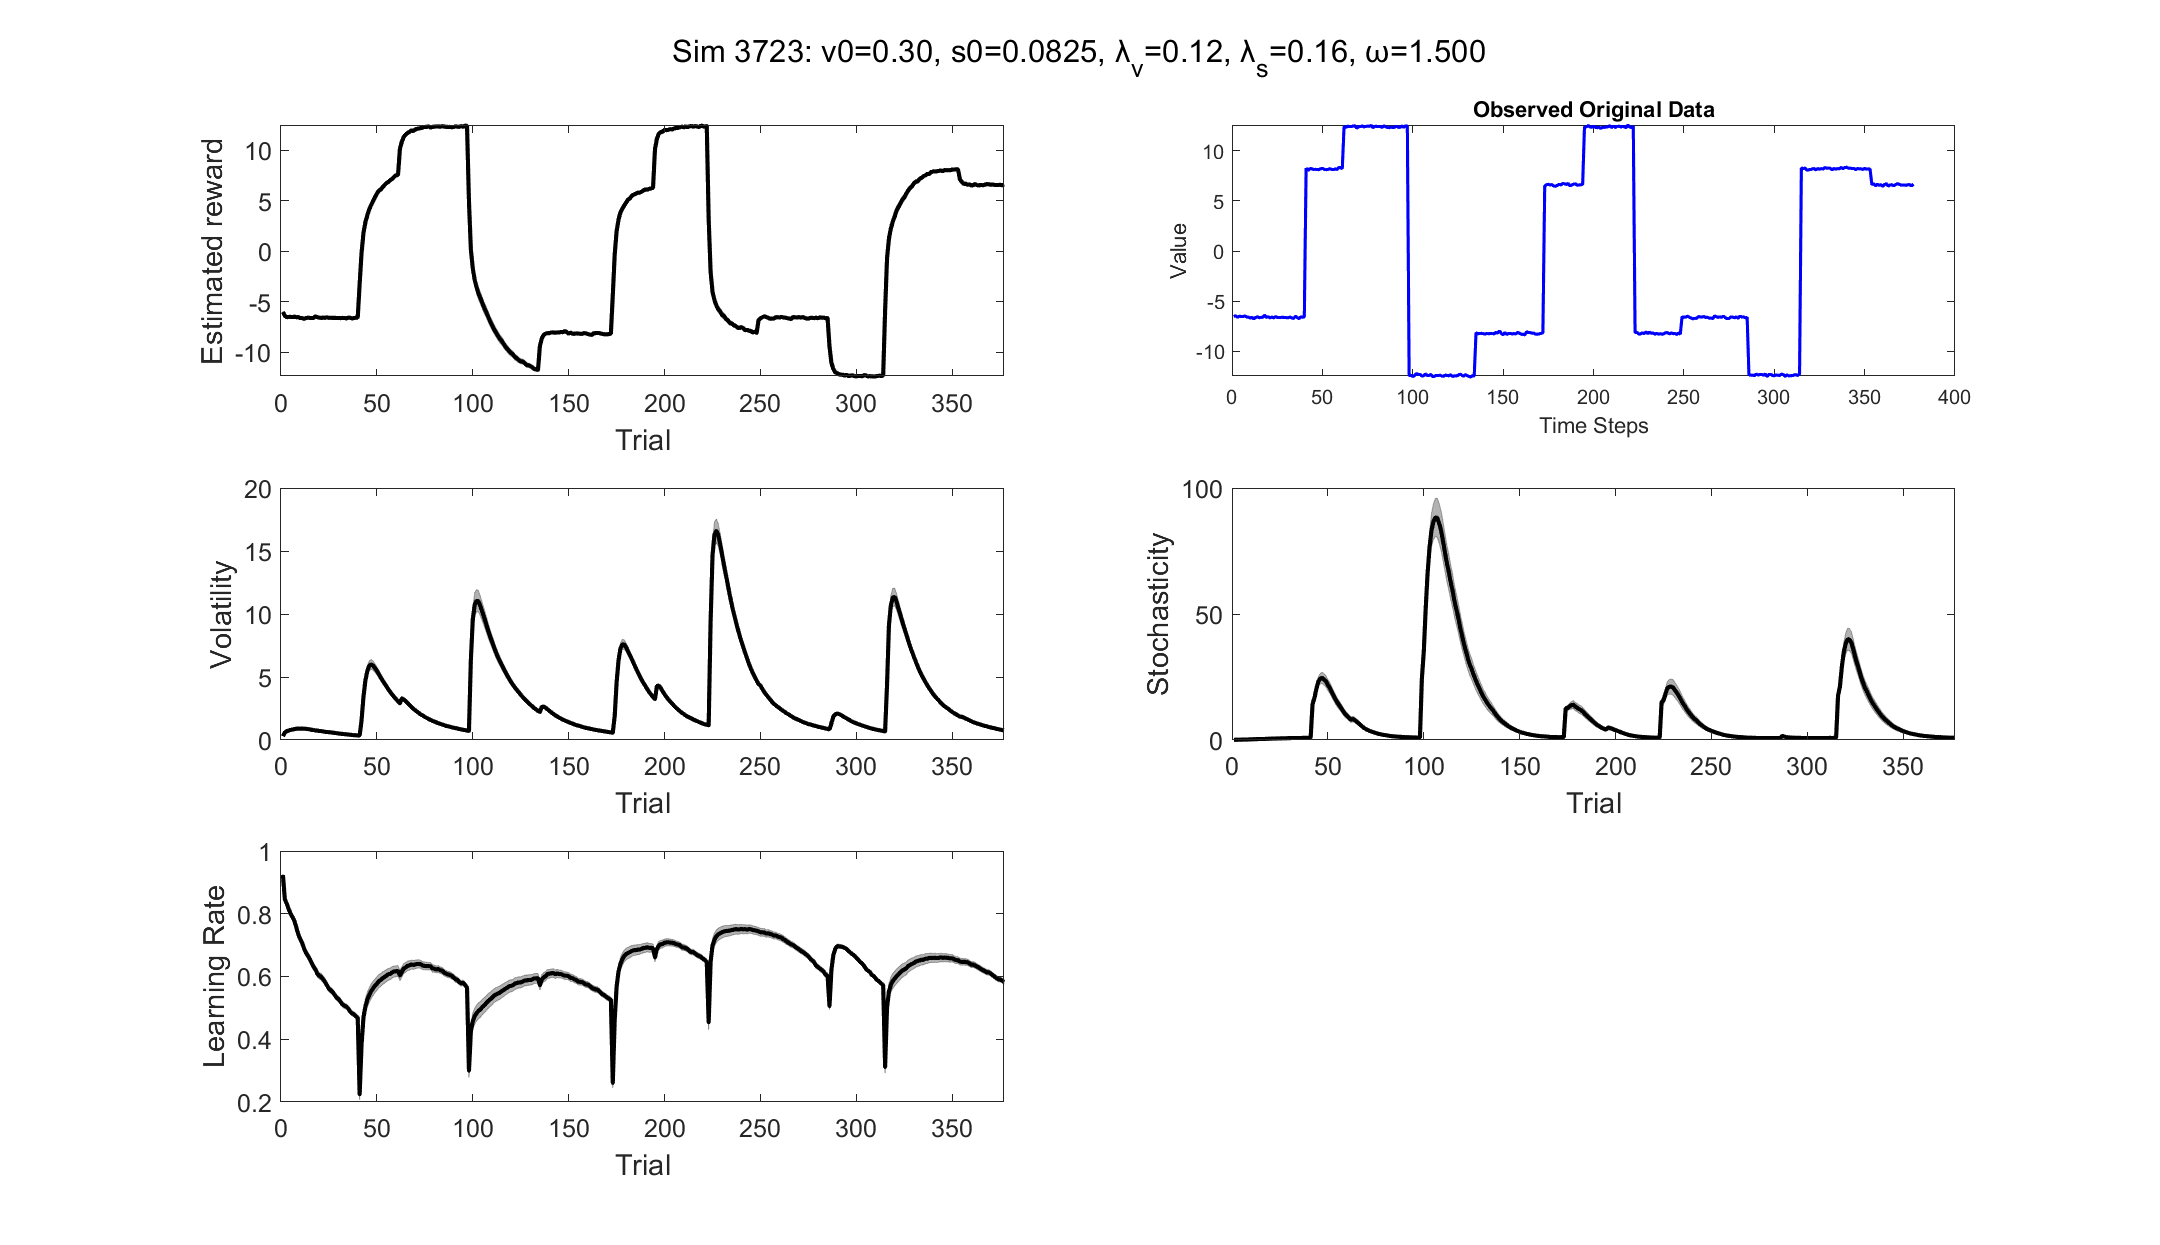 Sim 3723: v0=0.30, s0=0.0825, λv=0.12, λs=0.16, ω=1.500
Estimated reward
10
5
0
-5
-10
0 50 100 150 200 250 300 350
Trial
Observed Original Data
Value
10
5
0
-5
-10
0 50 100 150 200 250 300 350 400
Time Steps
Volatility
20
15
10
5
0
0 50 100 150 200 250 300 350
Trial
Stochasticity
100
50
0
0 50 100 150 200 250 300 350
Trial
Learning Rate
1
0.8
0.6
0.4
0.2
0 50 100 150 200 250 300 350
Trial